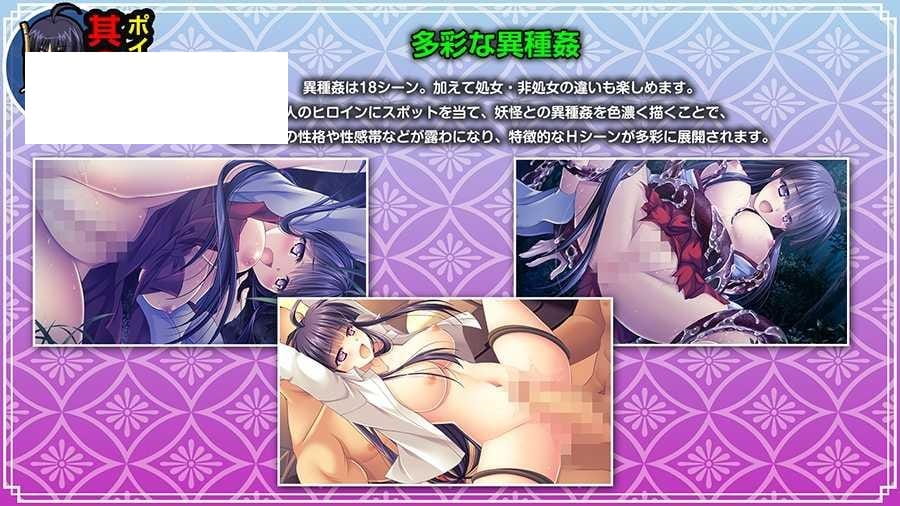 其
ポイ
多彩な異種姦
異種姦は18シーン。加えて処女・非処女の違いも楽しめます。
人のヒロインにスポットを当て、妖怪との異種姦を色濃く描くことで、
の性格や性感帯などが露わになり、特徴的なＨシーンが多彩に展開されます。